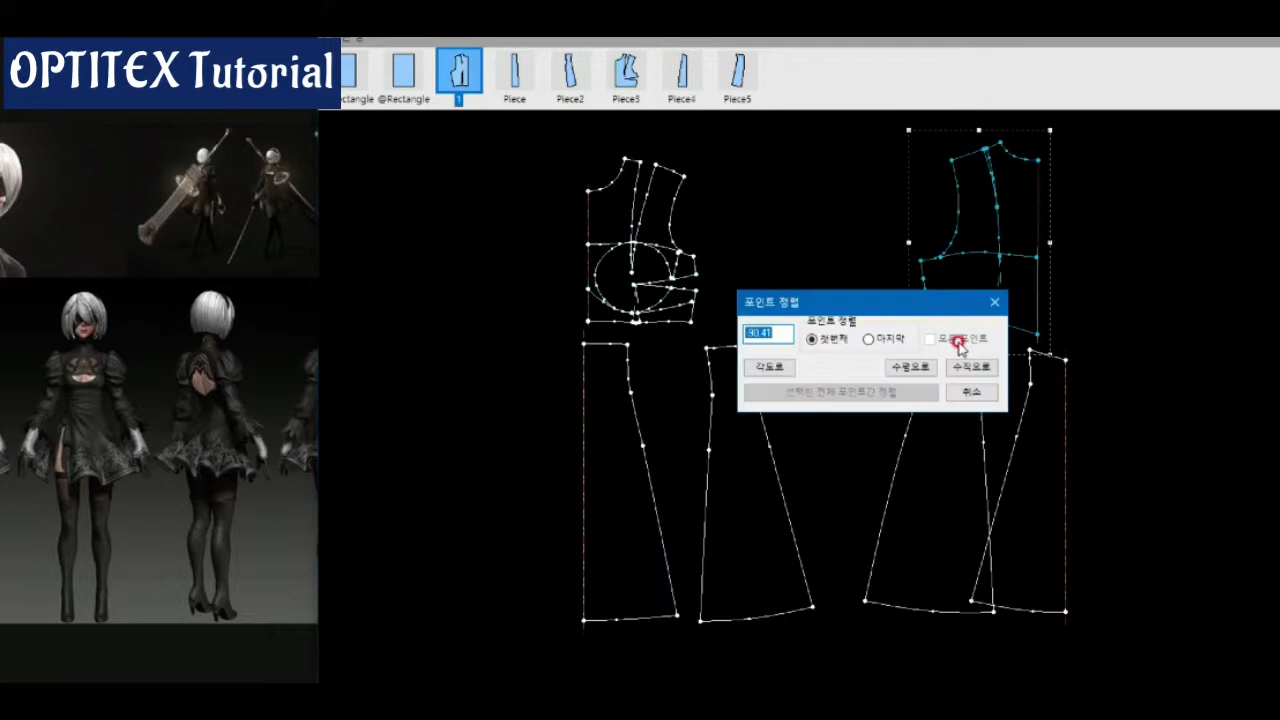 OPTITEX Tutorial
ectangle @Rectangle 1 Piece Piece2 Piece3 Piece4 Piece5
포인트 정렬
포인트 정렬
90.41 첫번째 마지막
각도로 수평으로 수직으로
선택한 전체 포인트간 정렬 취소